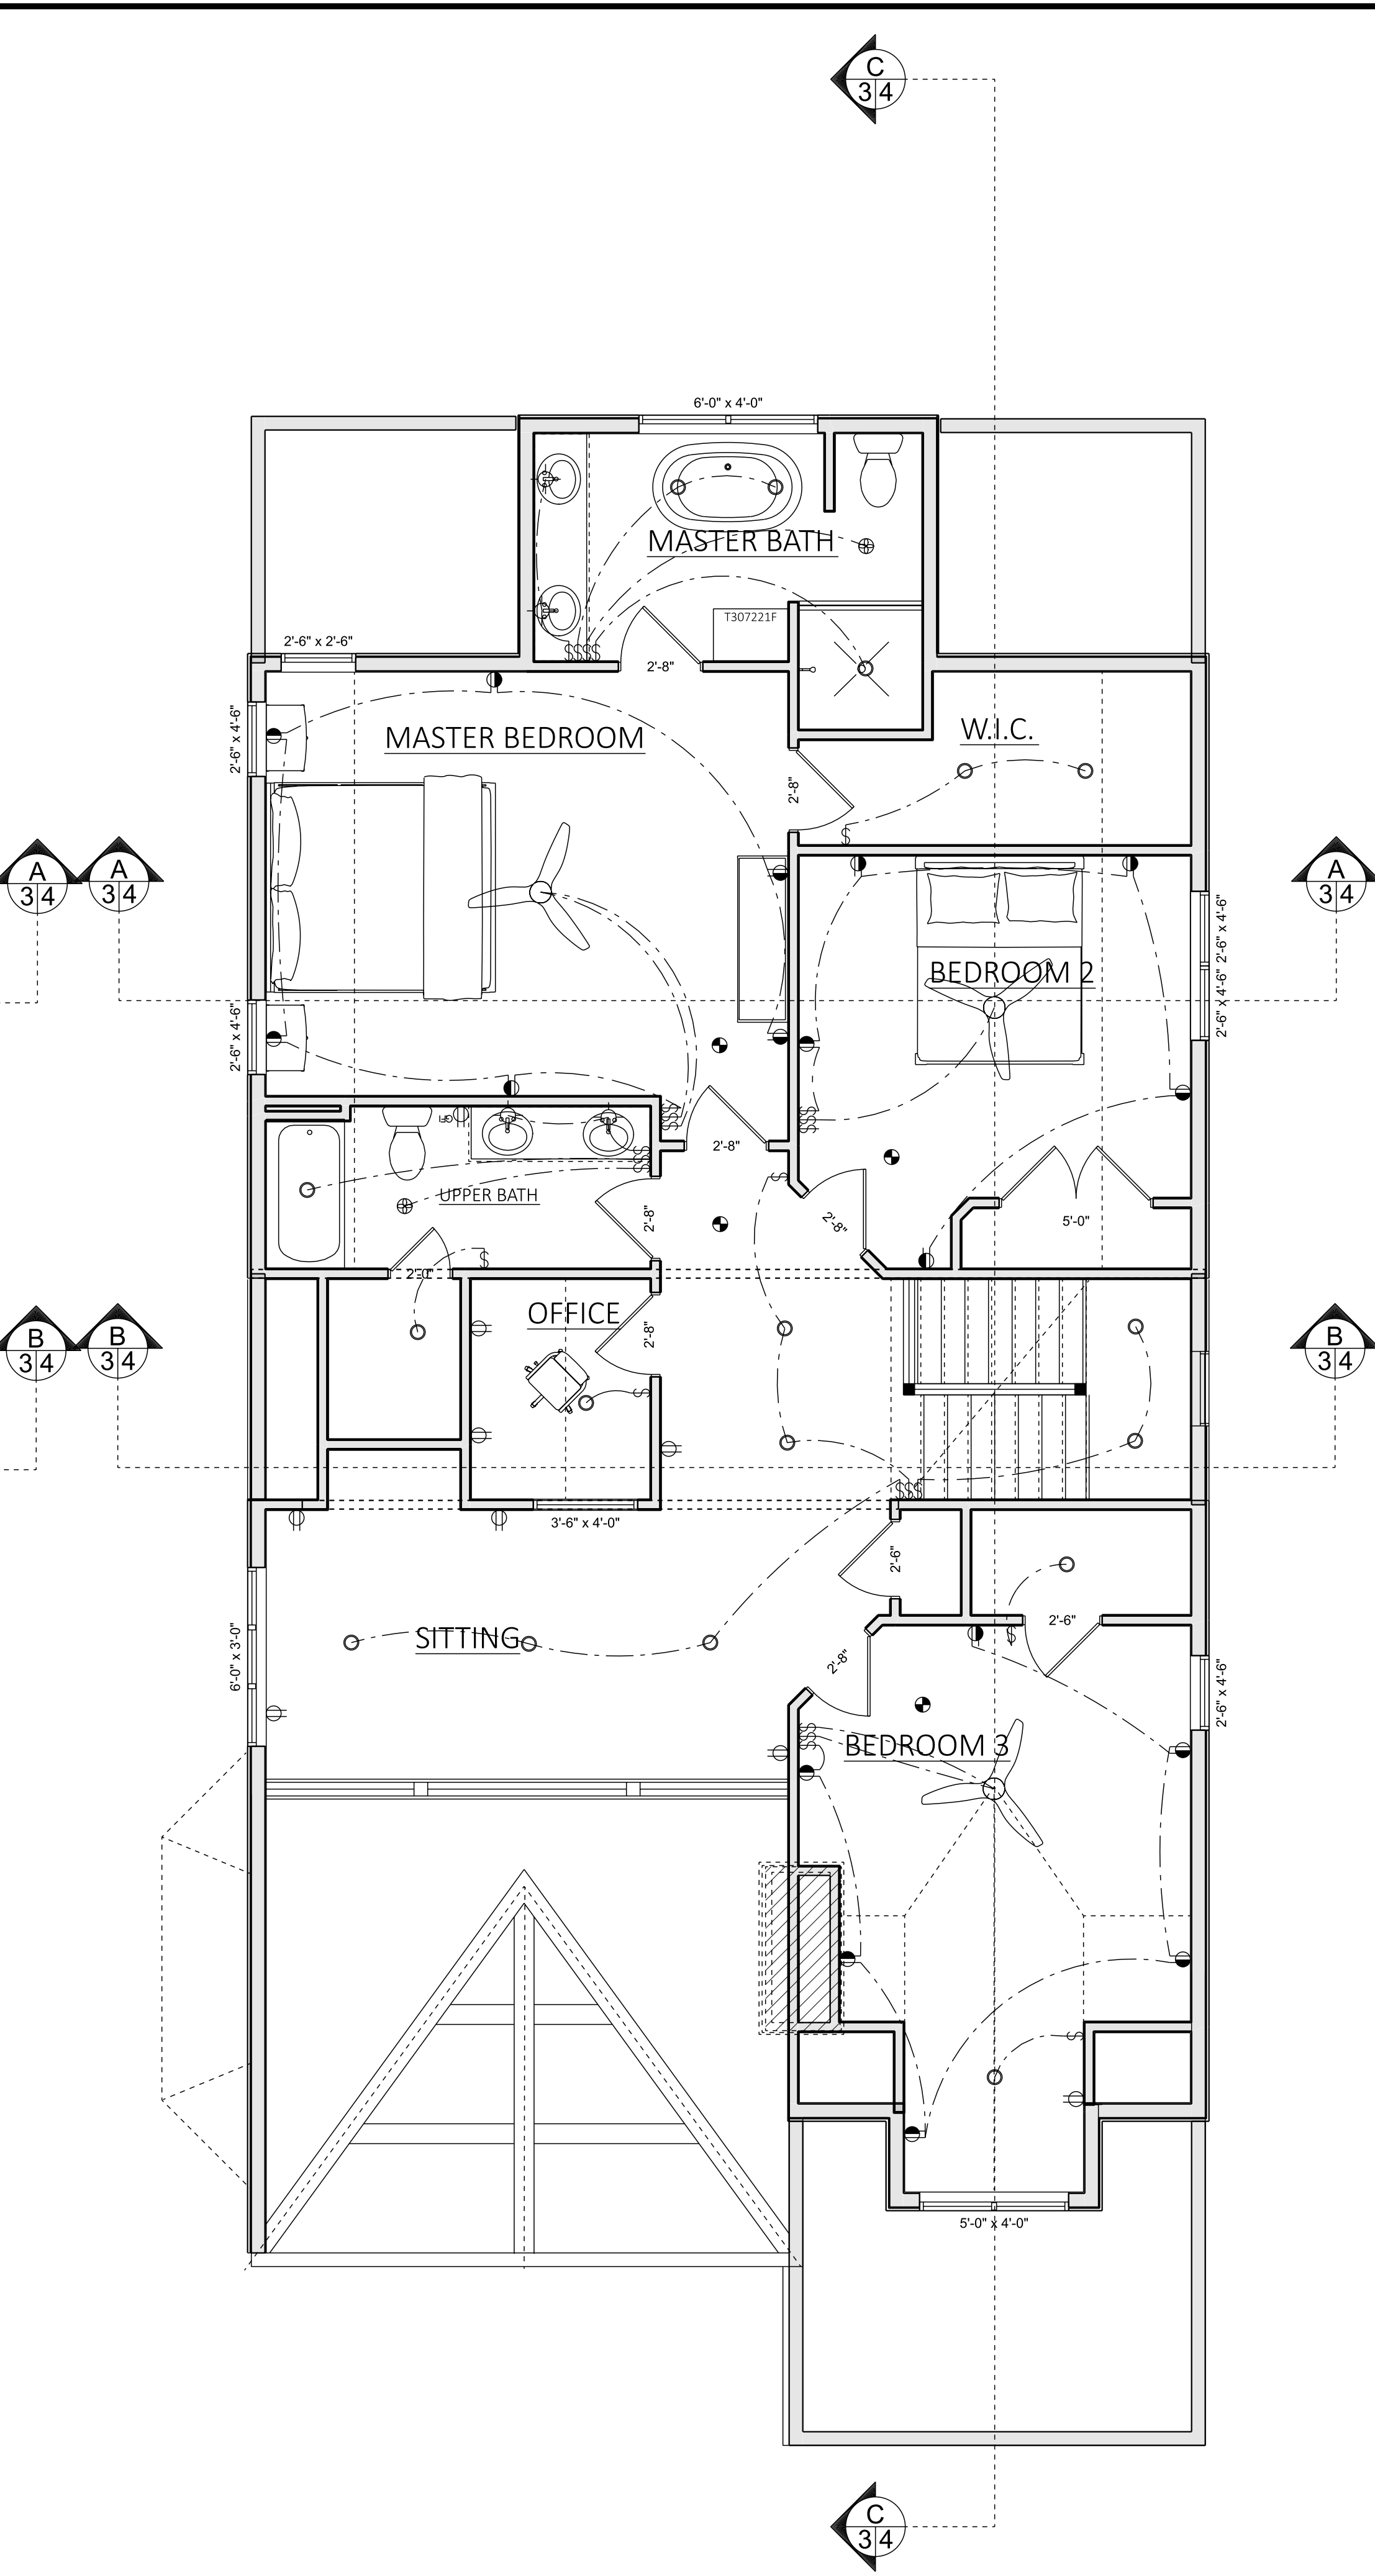 C
3 4
6'-0" x 4'-0"
MASTER BATH
T307221F
2'-6" x 2'-6"
2'-8"
$$$$
2'-6" x 4'-6"
MASTER BEDROOM
W.I.C.
2'-8"
$
A
3 4
A
3 4
A
3 4
2'-6" x 4'-6"
2'-6" x 4'-6"
BEDROOM 2
2'-6" x 4'-6"
$$$
$$$
2'-8"
$
$$$
UPPER BATH
2'-8"
2'-8"
5'-0"
$
2'-0"
OFFICE
2'-8"
$
B
3 4
B
3 4
B
3 4
$$$
3'-6" x 4'-0"
2'-6"
2'-6"
$
SITTING
6'-0" x 3'-0"
2'-8"
2'-6" x 4'-6"
$$$
BEDROOM 3
$
5'-0" x 4'-0"
C
3 4